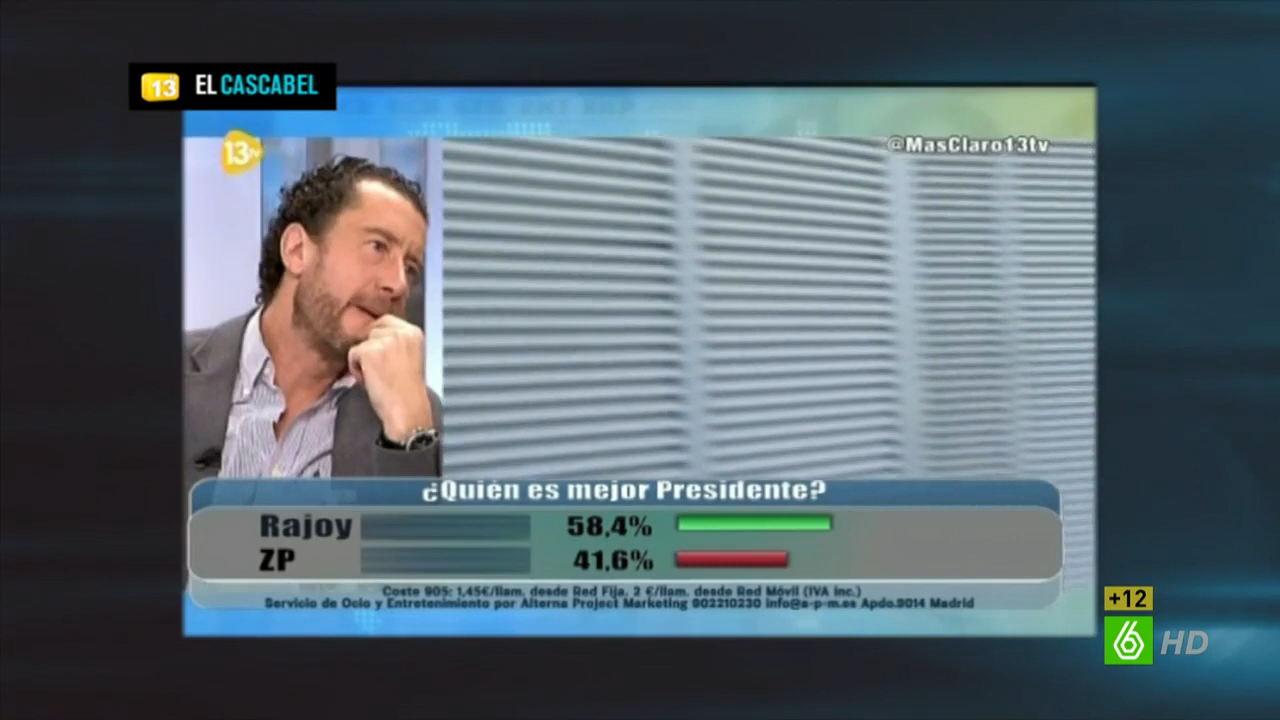 13 EL CASCABEL
13tv
@MasClaro13tv
¿Quién es mejor Presidente?
Rajoy 58,4%
ZP 41,6%
Coste 905: 1,45€/llam. desde Red Fija. 2 €/llam. desde Red Móvil (IVA inc.)
Servicio de Ocio y Entretenimiento por Alterna Project Marketing 902210230 info@a-p-m.es Apdo.9014 Madrid
+12
6 HD